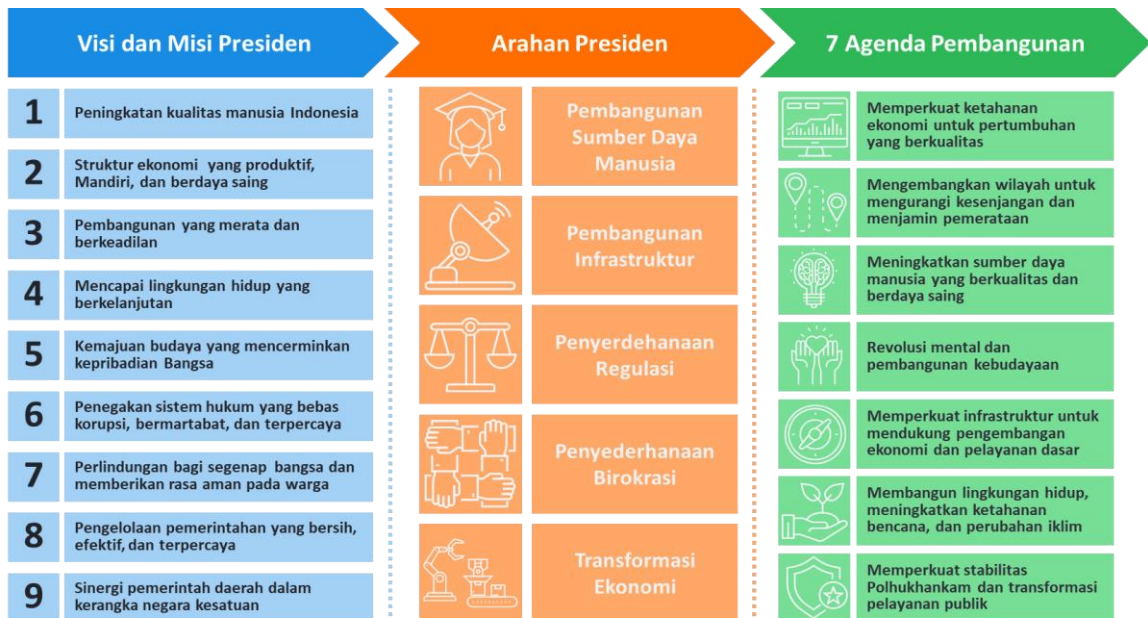 Visi dan Misi Presiden
1
Peningkatan kualitas manusia Indonesia
2
Struktur ekonomi yang produktif,
Mandiri, dan berdaya saing
3
Pembangunan yang merata dan
berkeadilan
4
Mencapai lingkungan hidup yang
berkelanjutan
5
Kemajuan budaya yang mencerminkan
kepribadian Bangsa
6
Penegakan sistem hukum yang bebas
korupsi, bermartabat, dan terpercaya
7
Perlindungan bagi segenap bangsa dan
memberikan rasa aman pada warga
8
Pengelolaan pemerintahan yang bersih,
efektif, dan terpercaya
9
Sinergi pemerintah daerah dalam
kerangka negara kesatuan
Arahan Presiden
Pembangunan
Sumber Daya
Manusia
Pembangunan
Infrastruktur
Penyerdehanaan
Regulasi
Penyederhanaan
Birokrasi
Transformasi
Ekonomi
7 Agenda Pembangunan
Memperkuat ketahanan
ekonomi untuk pertumbuhan
yang berkualitas
Mengembangkan wilayah untuk
mengurangi kesenjangan dan
menjamin pemerataan
Meningkatkan sumber daya
manusia yang berkualitas dan
berdaya saing
Revolusi mental dan
pembangunan kebudayaan
Memperkuat infrastruktur untuk
mendukung pengembangan
ekonomi dan pelayanan dasar
Membangun lingkungan hidup,
meningkatkan ketahanan
bencana, dan perubahan iklim
Memperkuat stabilitas
Polhukhankam dan transformasi
pelayanan publik